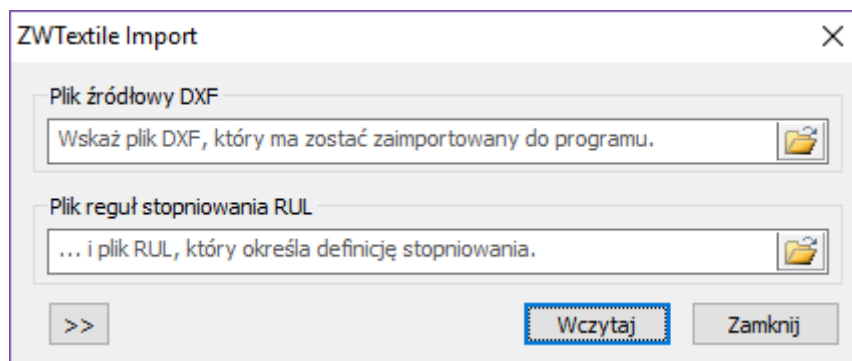 ZWTextile Import
Plik źródłowy DXF
Wskaż plik DXF, który ma zostać zaimportowany do programu.
Plik reguł stopniowania RUL
... i plik RUL, który określa definicję stopniowania.
>> Wczytaj Zamknij